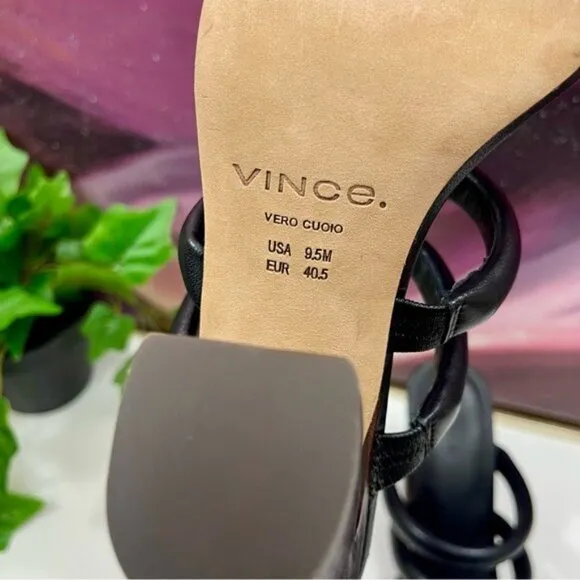 VINCe.
VERO CUOIO
USA 9.5M
EUR 40.5